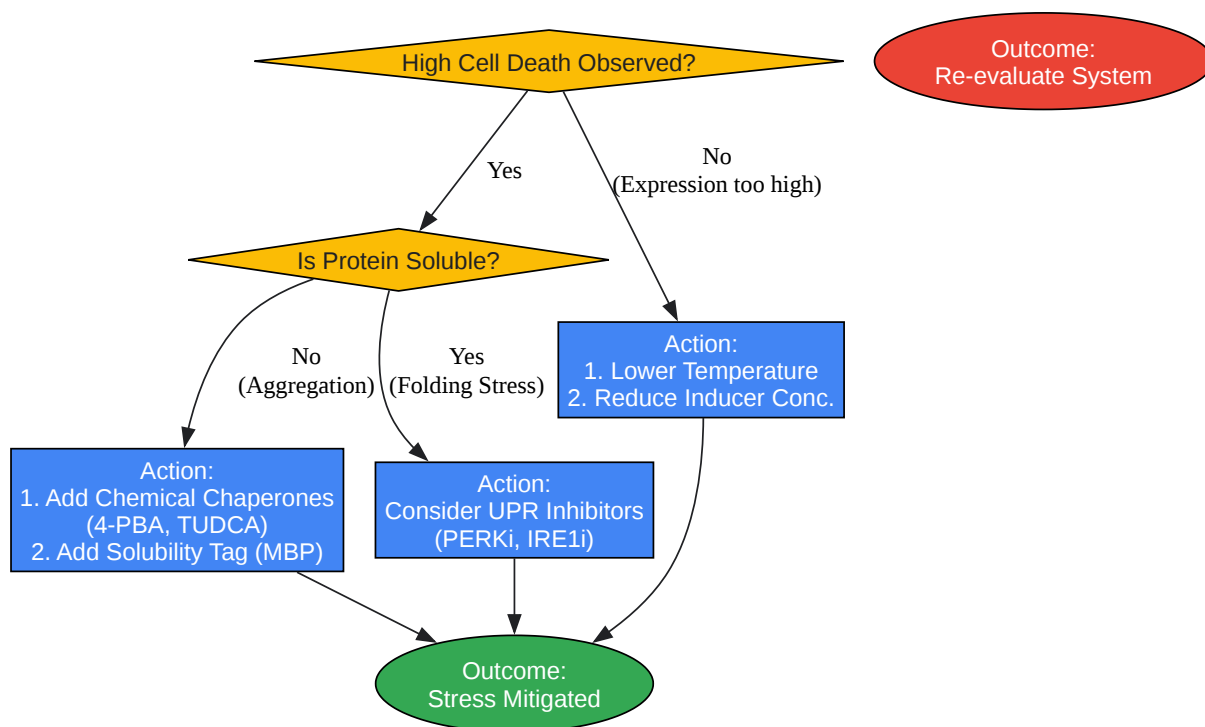 High Cell Death Observed?
Outcome:
Re-evaluate System
Yes
No
(Expression too high)
Is Protein Soluble?
No
(Aggregation)
Yes
(Folding Stress)
Action:
1. Lower Temperature
2. Reduce Inducer Conc.
Action:
1. Add Chemical Chaperones
(4-PBA, TUDCA)
2. Add Solubility Tag (MBP)
Action:
Consider UPR Inhibitors
(PERKi, IRE1i)
Outcome:
Stress Mitigated